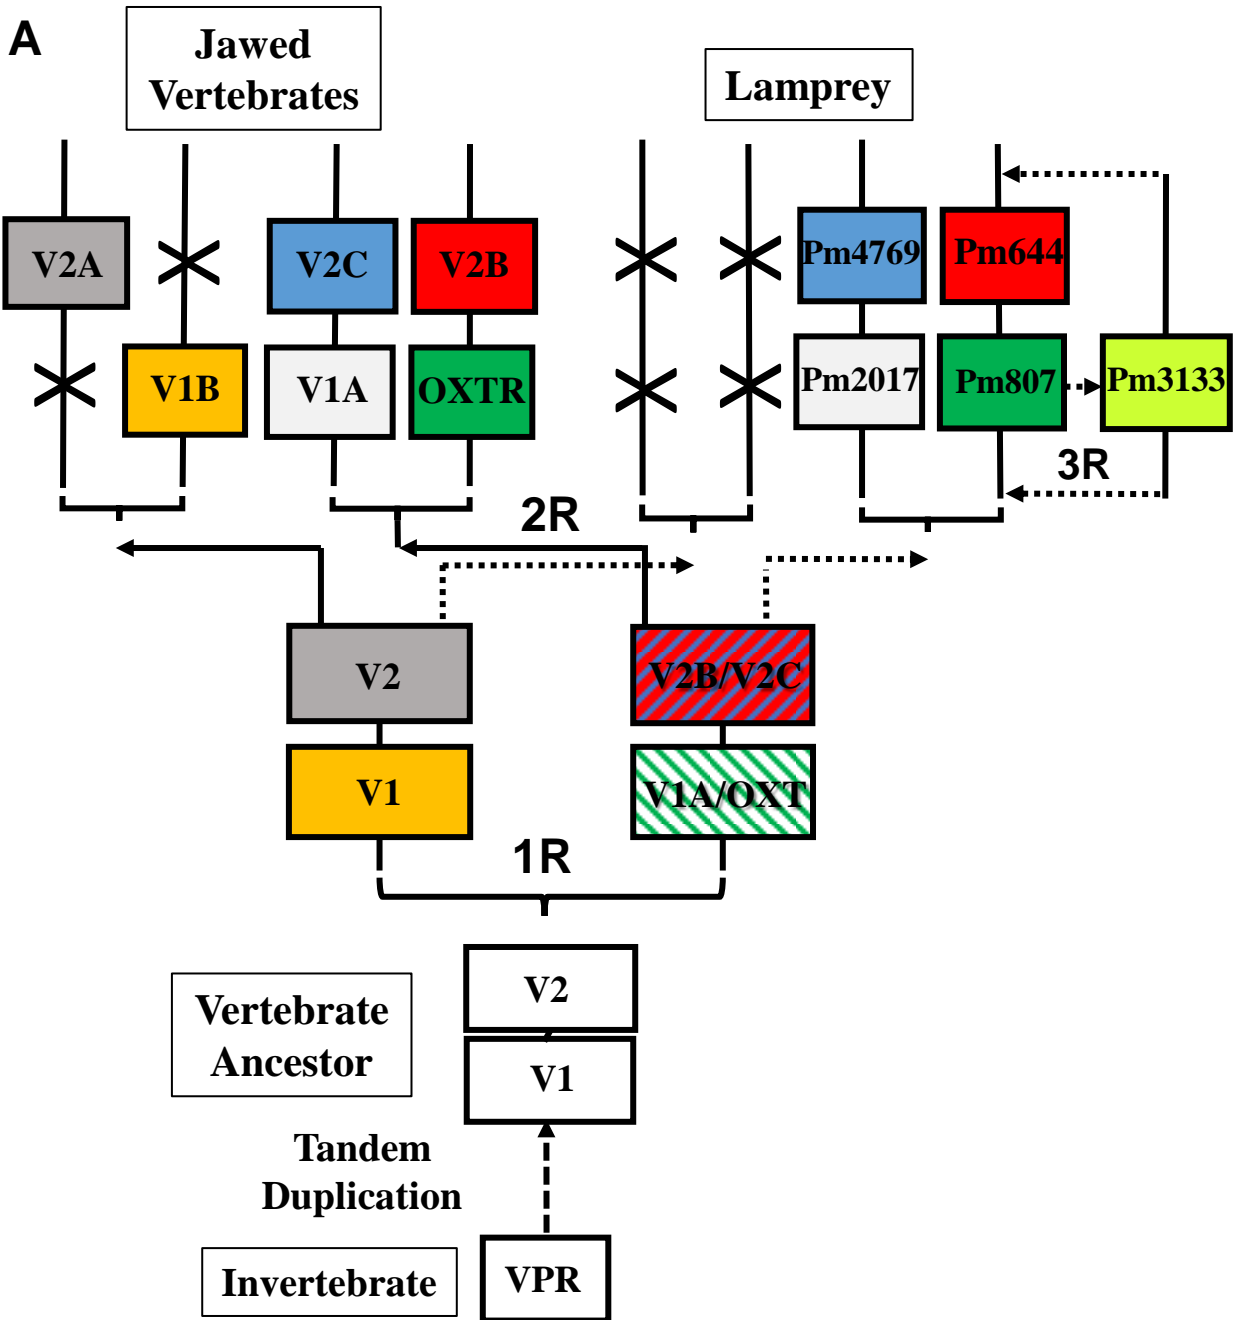 A
Jawed
Vertebrates
Lamprey
V2A
V2C
V2B
Pm4769
Pm644
V1B
V1A
OXTR
Pm2017
Pm807
Pm3133
3R
2R
V2
V2B/V2C
V1
V1A/OXT
1R
V2
Vertebrate
Ancestor
V1
Tandem
Duplication
Invertebrate
VPR